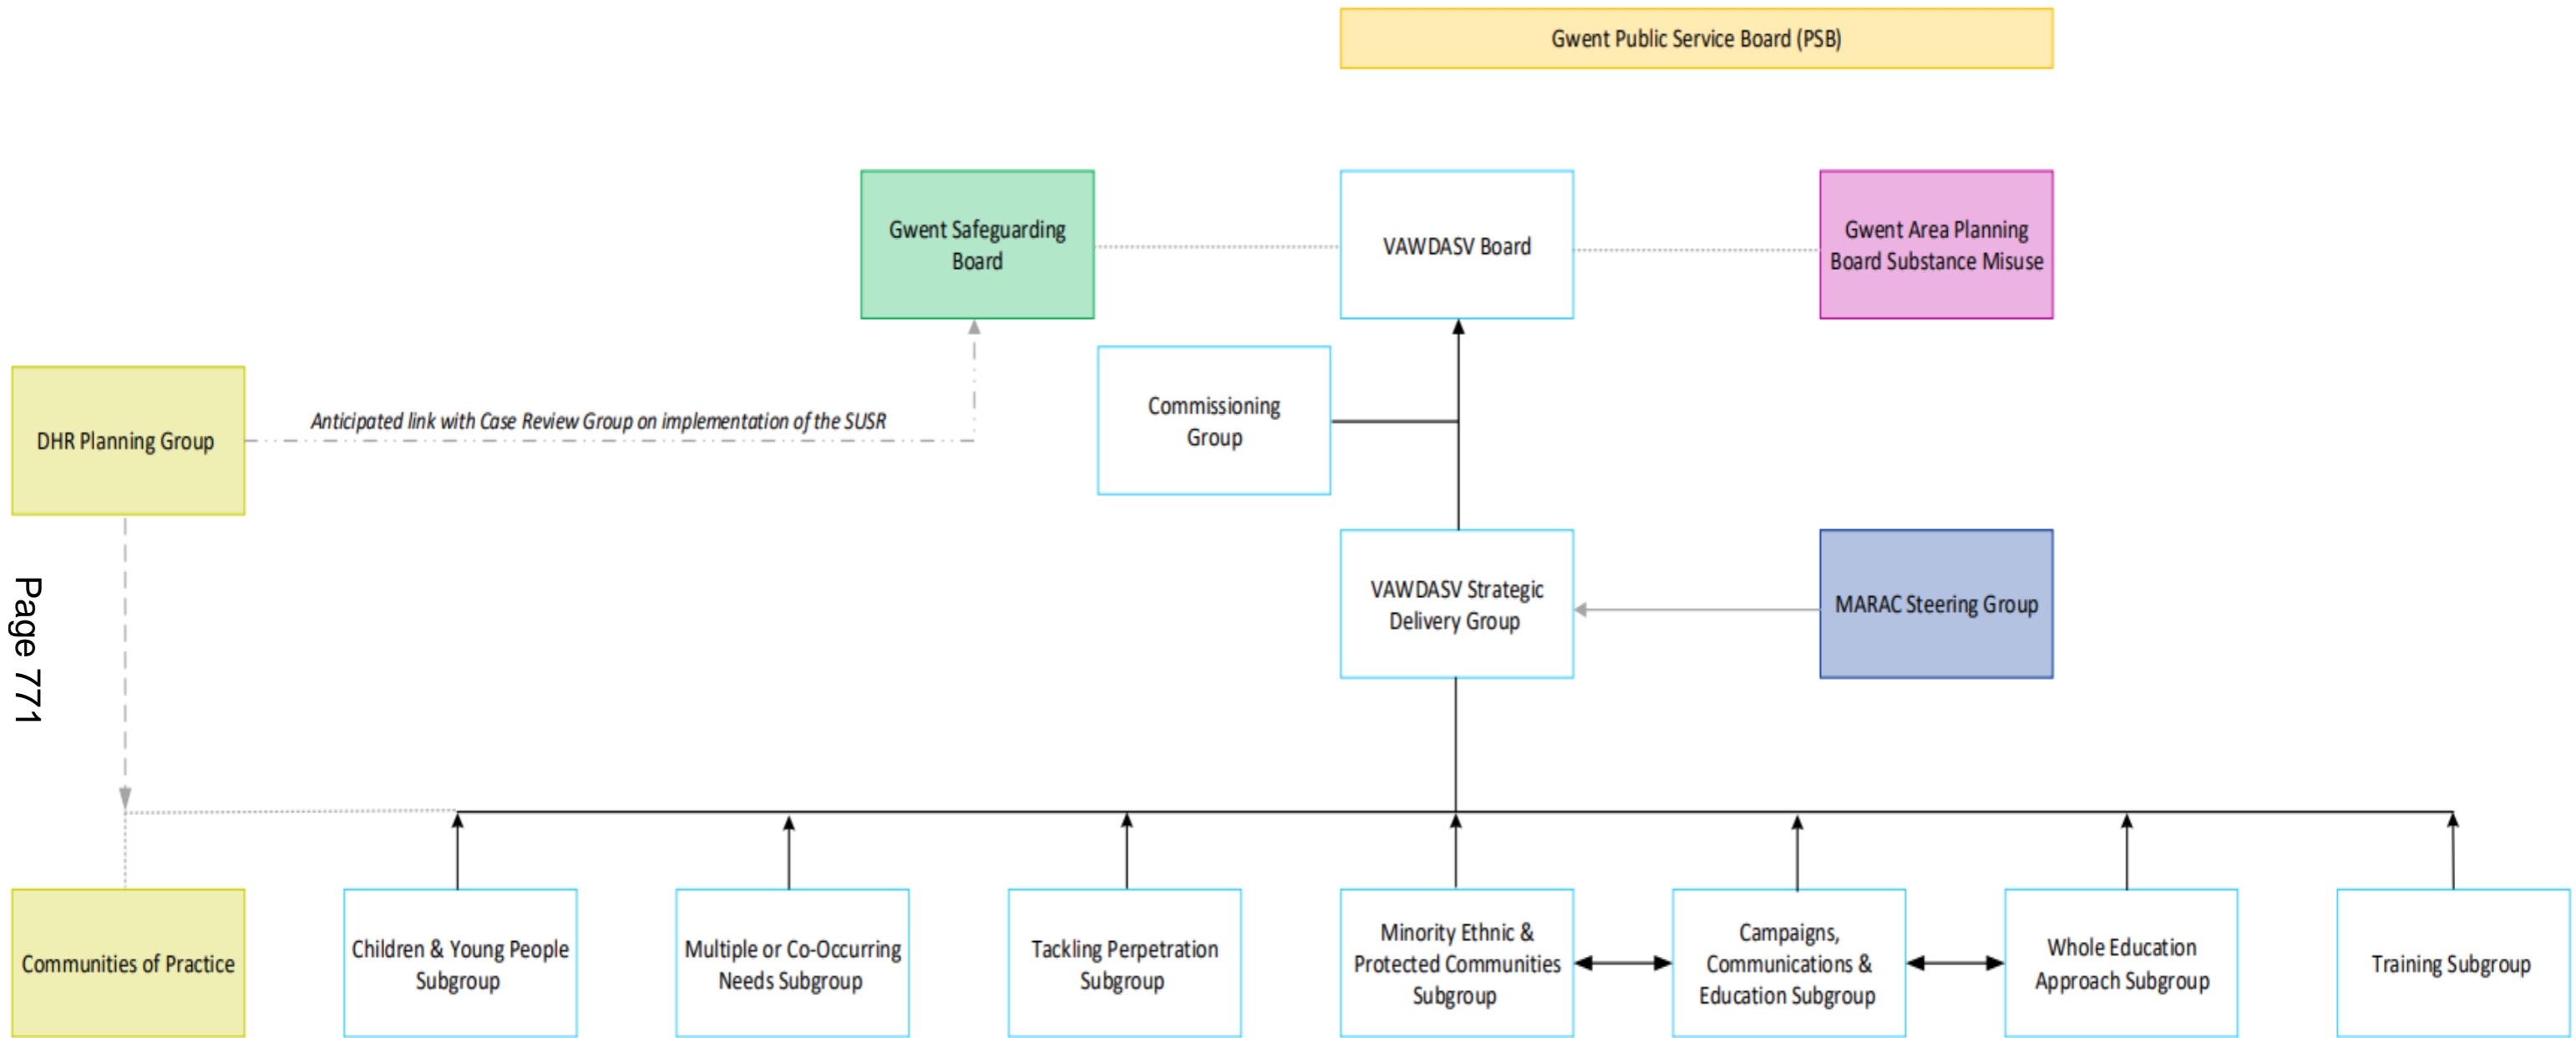 Gwent Public Service Board (PSB)
Gwent Safeguarding
Board
VAWDASV Board
Gwent Area Planning
Board Substance Misuse
Commissioning
Group
DHR Planning Group
Anticipated link with Case Review Group on implementation of the SUSR
VAWDASV Strategic
Delivery Group
MARAC Steering Group
Page 771
Communities of Practice
Children & Young People
Subgroup
Multiple or Co-Occurring
Needs Subgroup
Tackling Perpetration
Subgroup
Minority Ethnic &
Protected Communities
Subgroup
Campaigns,
Communications &
Education Subgroup
Whole Education
Approach Subgroup
Training Subgroup